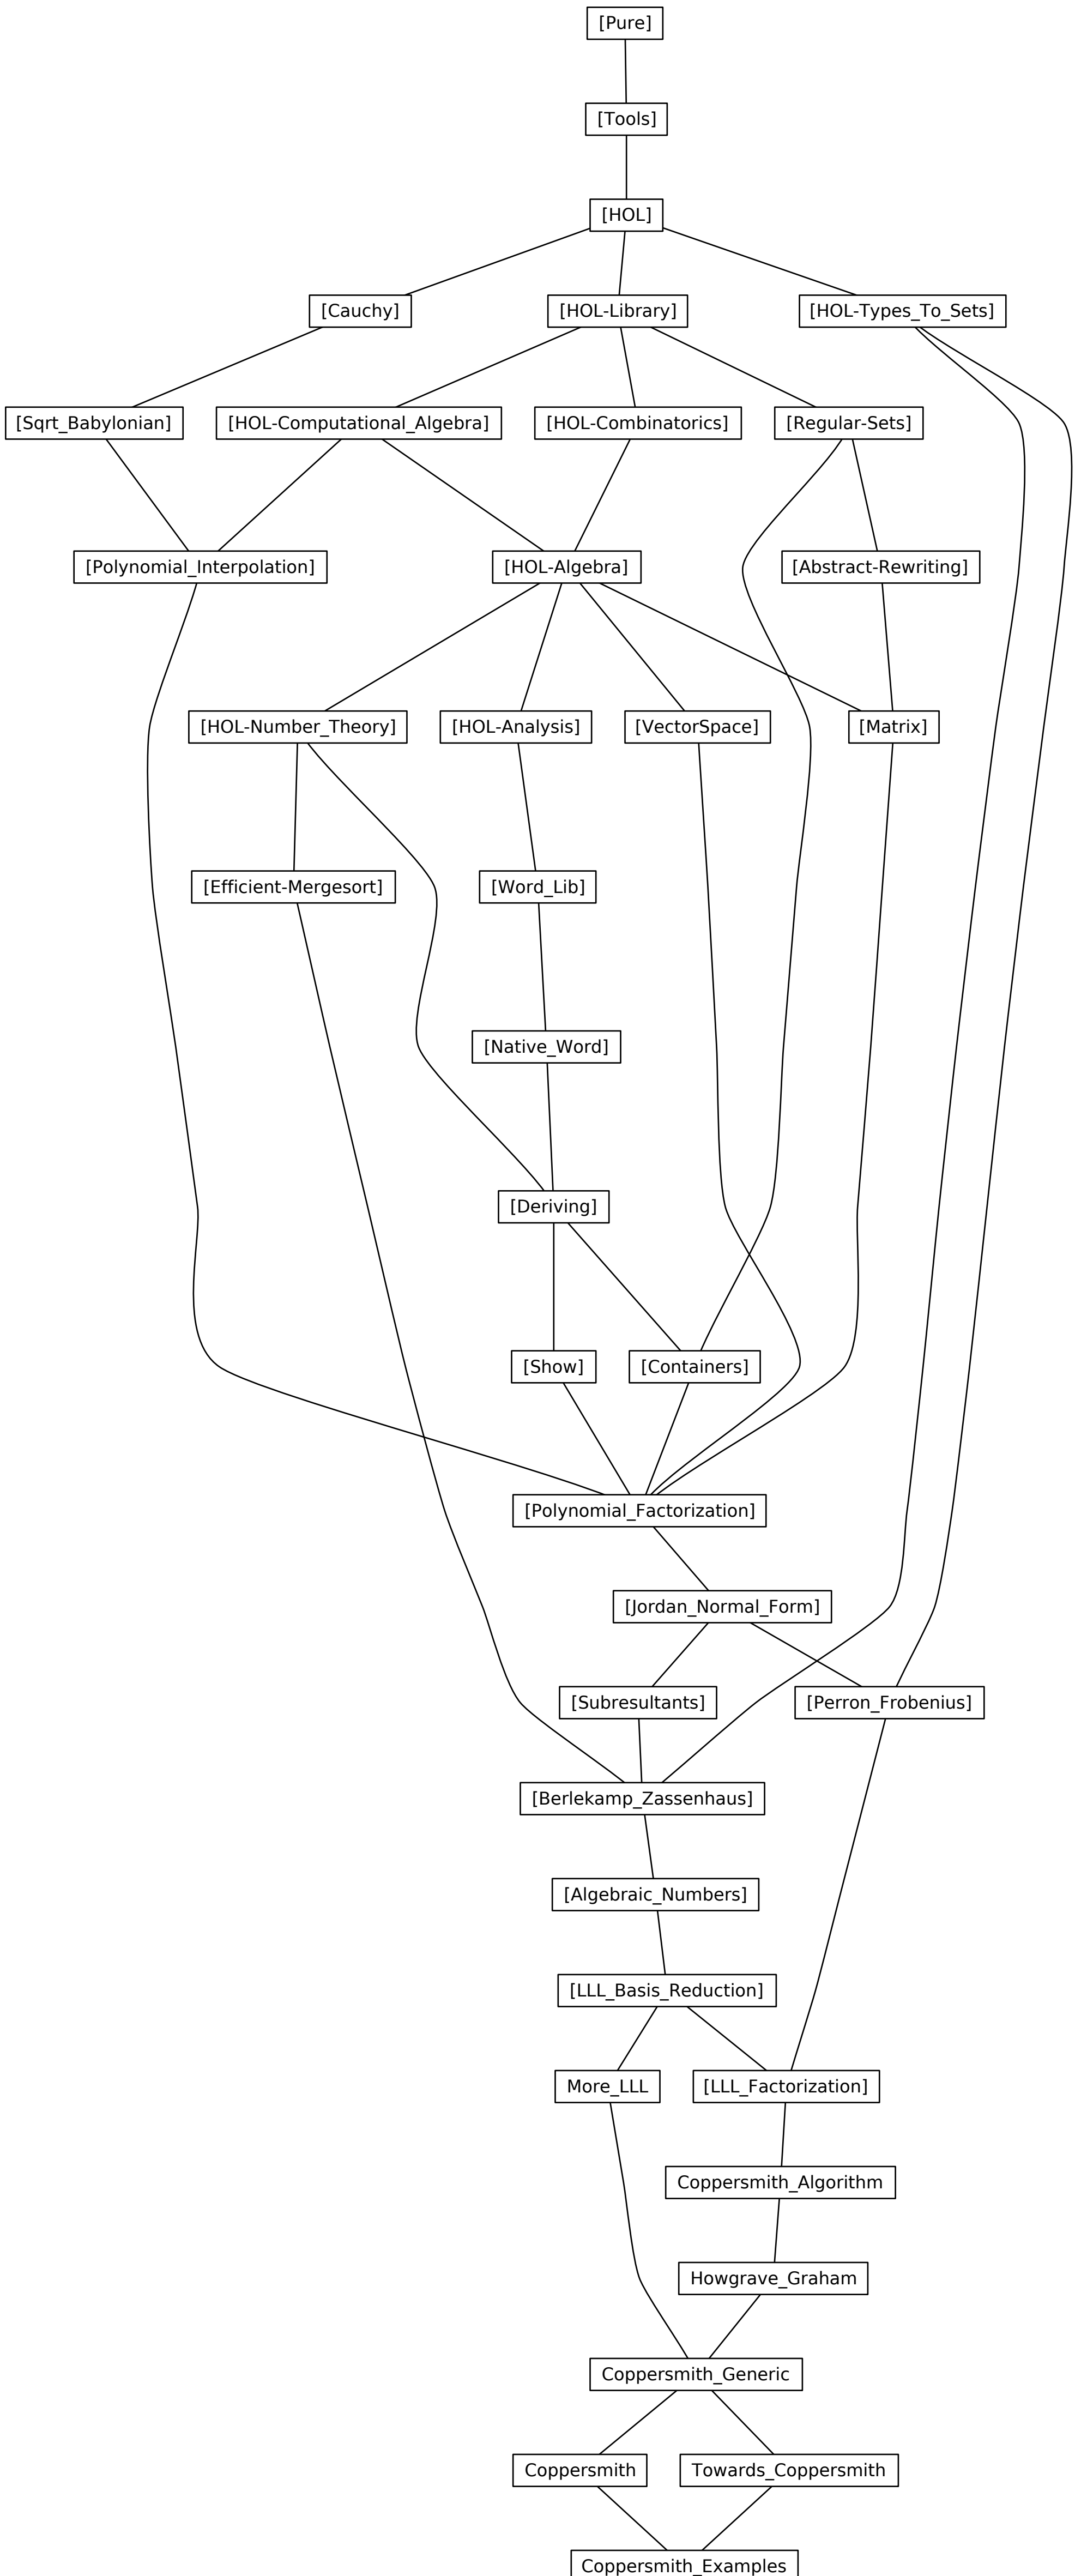 [Pure]
[Tools]
[HOL]
[Cauchy]
[HOL-Library]
[HOL-Types_To_Sets]
[Sqrt_Babylonian]
[HOL-Computational_Algebra]
[HOL-Combinatorics]
[Regular-Sets]
[Polynomial_Interpolation]
[HOL-Algebra]
[Abstract-Rewriting]
[HOL-Number_Theory]
[HOL-Analysis]
[VectorSpace]
[Matrix]
[Efficient-Mergesort]
[Word_Lib]
[Native_Word]
[Deriving]
[Show]
[Containers]
[Polynomial_Factorization]
[Jordan_Normal_Form]
[Subresultants]
[Perron_Frobenius]
[Berlekamp_Zassenhaus]
[Algebraic_Numbers]
[LLL_Basis_Reduction]
More_LLL
[LLL_Factorization]
Coppersmith_Algorithm
Howgrave_Graham
Coppersmith_Generic
Coppersmith
Towards_Coppersmith
Coppersmith_Examples